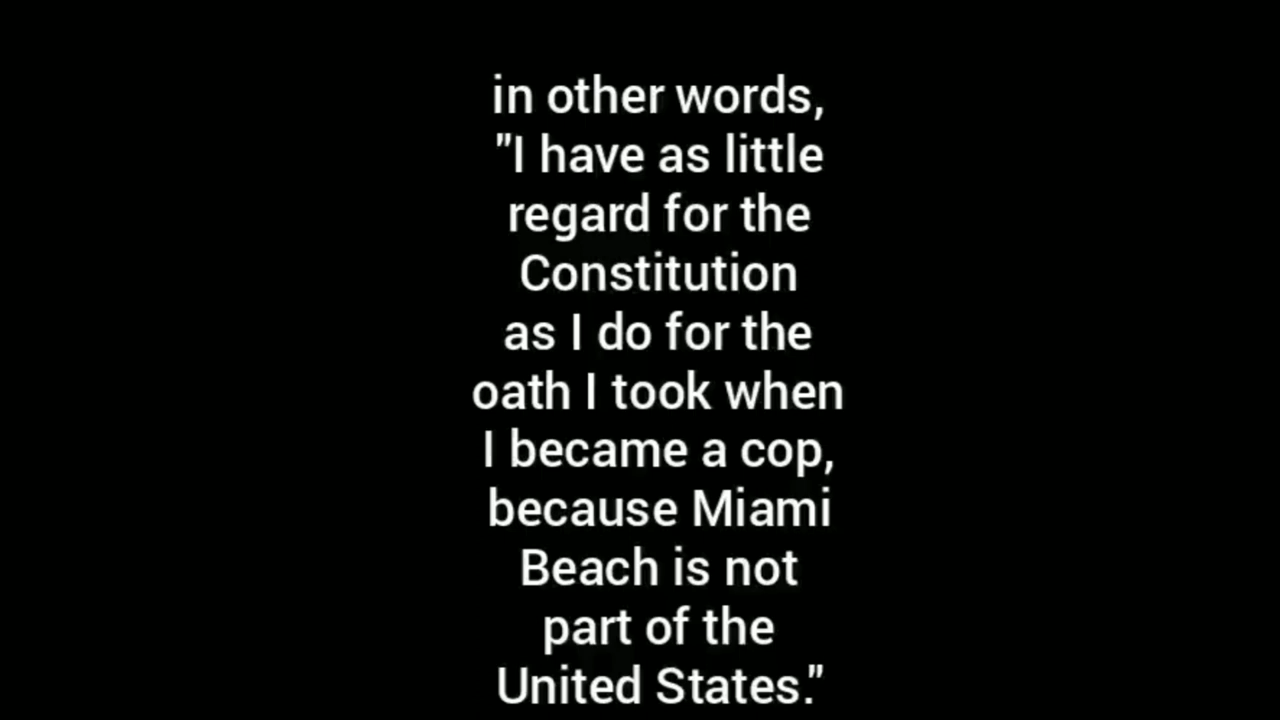 in other words,
"I have as little
regard for the
Constitution
as I do for the
oath I took when
I became a cop,
because Miami
Beach is not
part of the
United States."